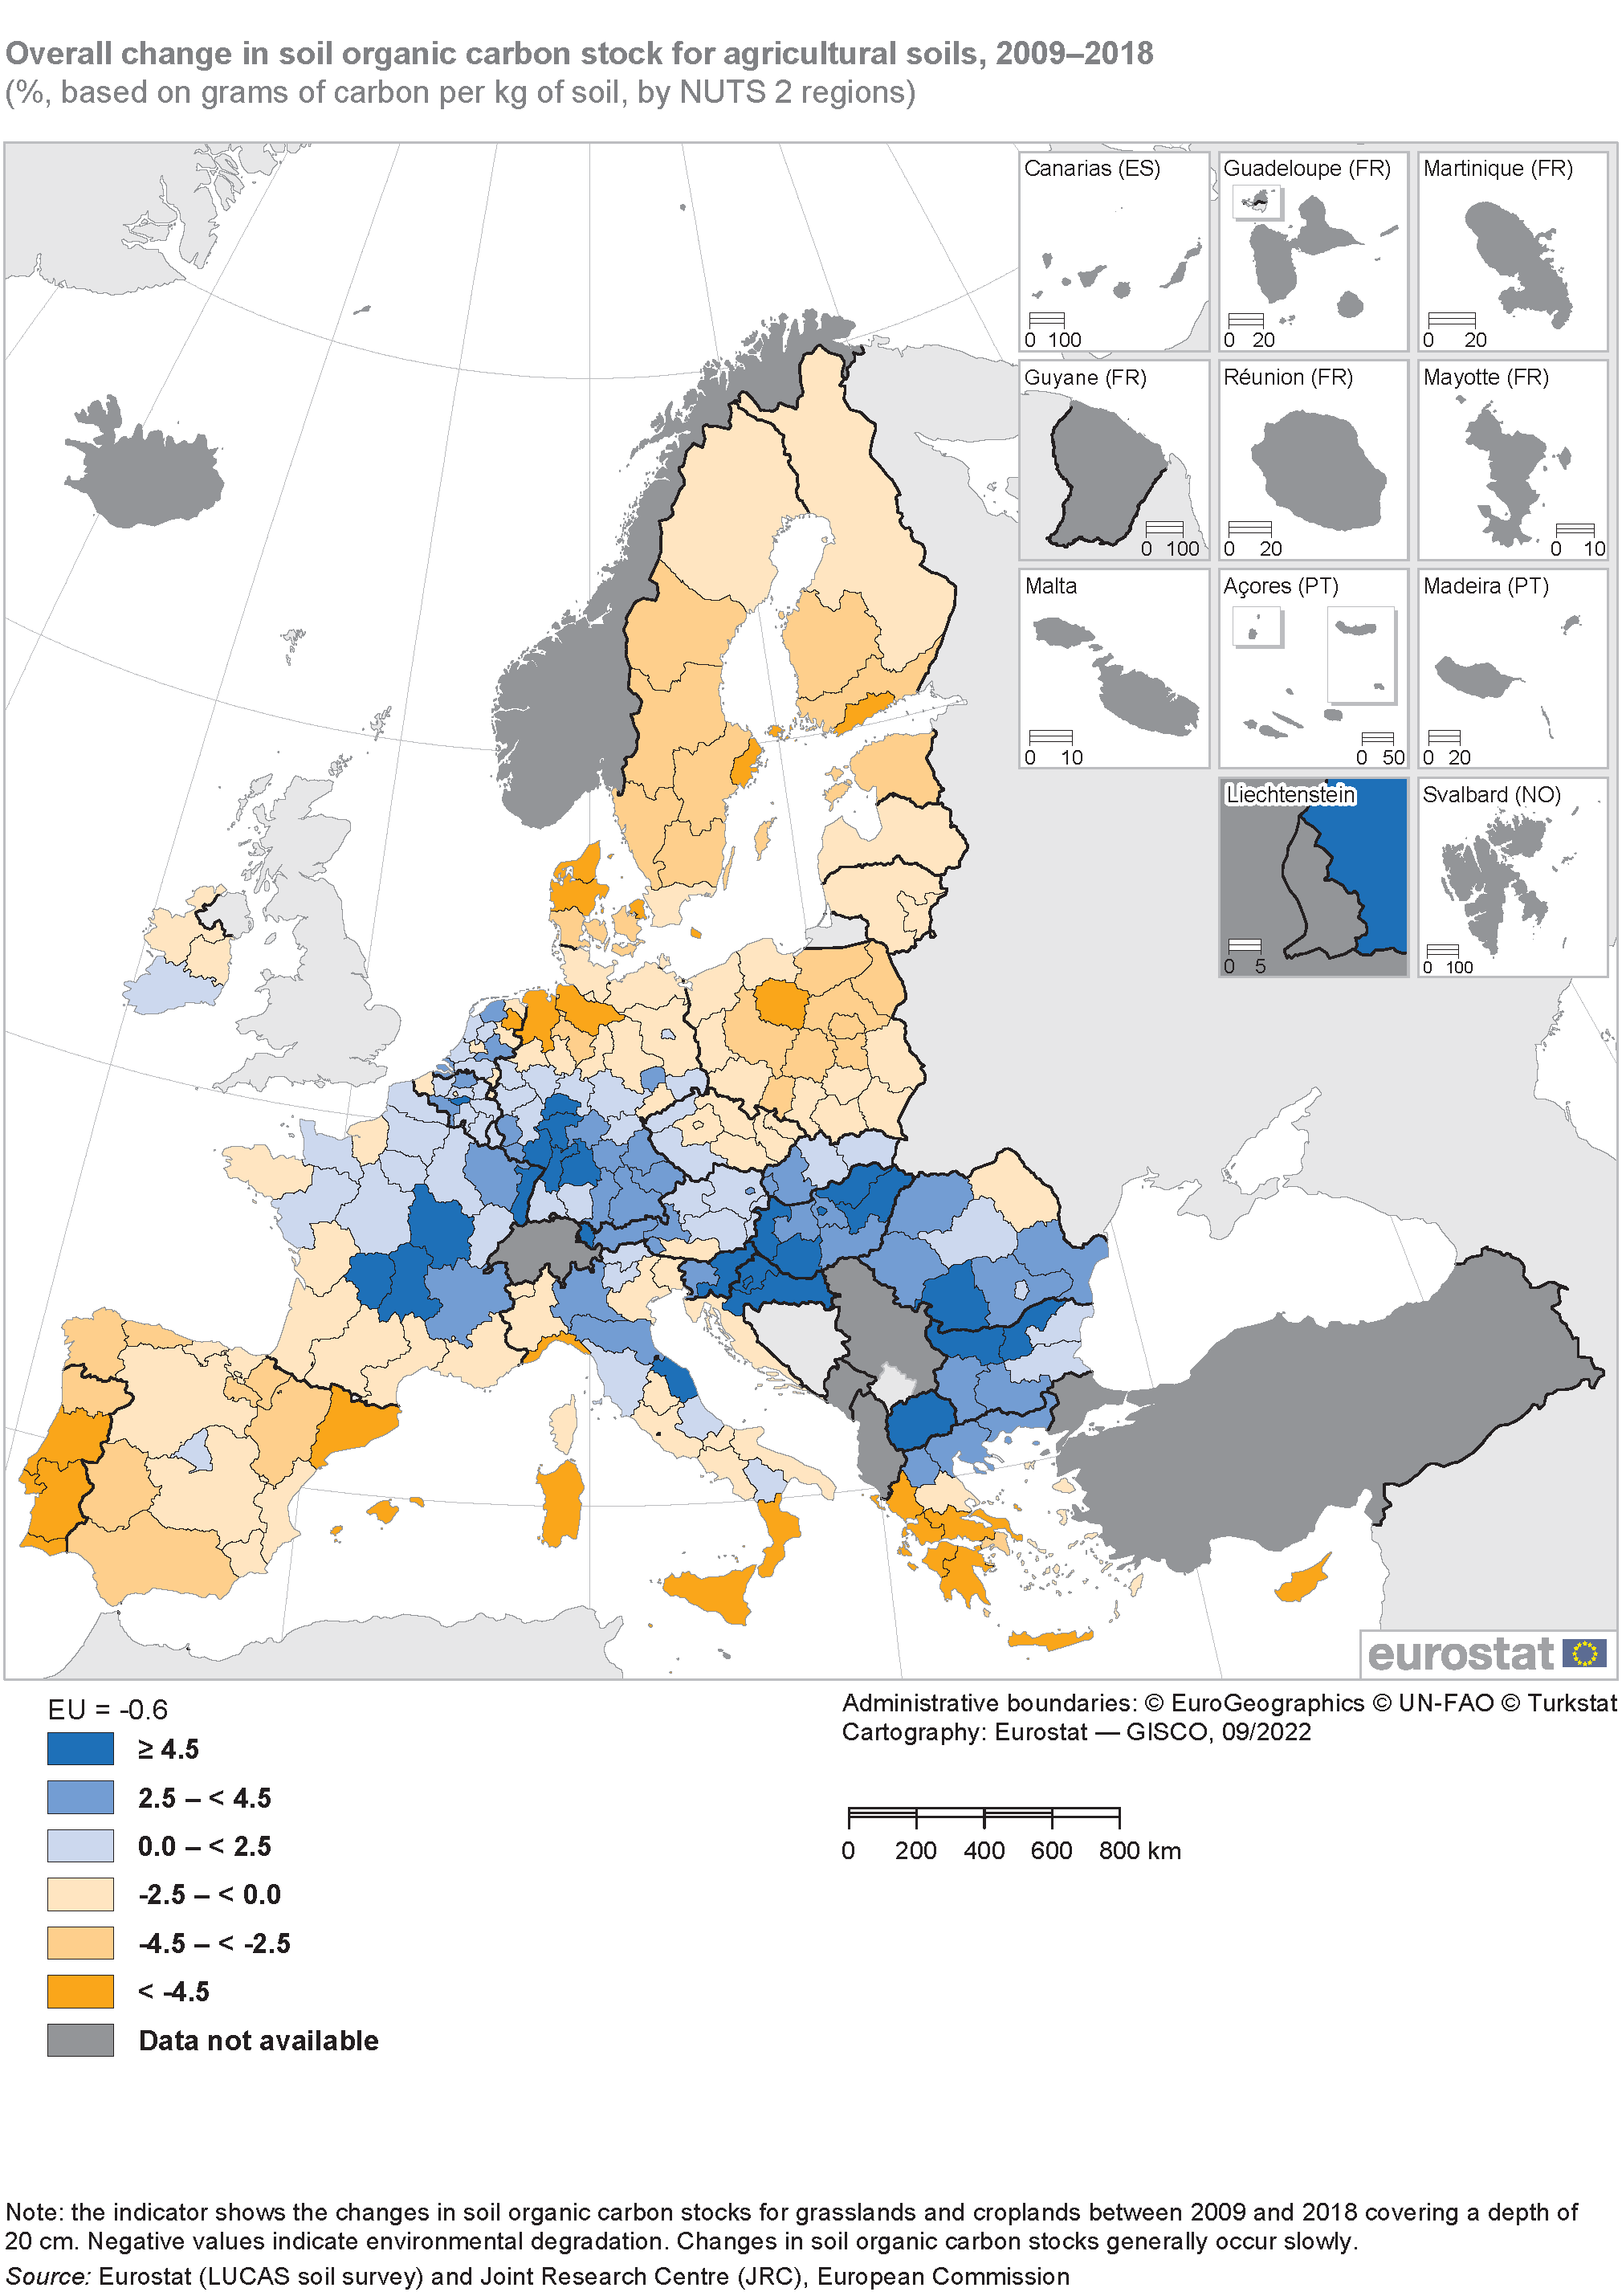 Overall change in soil organic carbon stock for agricultural soils, 2009–2018
(%, based on grams of carbon per kg of soil, by NUTS 2 regions)
Canarias (ES)
0 100
Guadeloupe (FR)
0 20
Martinique (FR)
0 20
Guyane (FR)
0 100
Réunion (FR)
0 20
Mayotte (FR)
0 10
Malta
0 10
Açores (PT)
0 50
Madeira (PT)
0 20
Liechtenstein
0 5
Svalbard (NO)
0 100
eurostat
EU = -0.6
≥ 4.5
2.5 – < 4.5
0.0 – < 2.5
-2.5 – < 0.0
-4.5 – < -2.5
< -4.5
Data not available
Administrative boundaries: © EuroGeographics © UN-FAO © Turkstat
Cartography: Eurostat — GISCO, 09/2022
0 200 400 600 800 km
Note: the indicator shows the changes in soil organic carbon stocks for grasslands and croplands between 2009 and 2018 covering a depth of
20 cm. Negative values indicate environmental degradation. Changes in soil organic carbon stocks generally occur slowly.
Source: Eurostat (LUCAS soil survey) and Joint Research Centre (JRC), European Commission